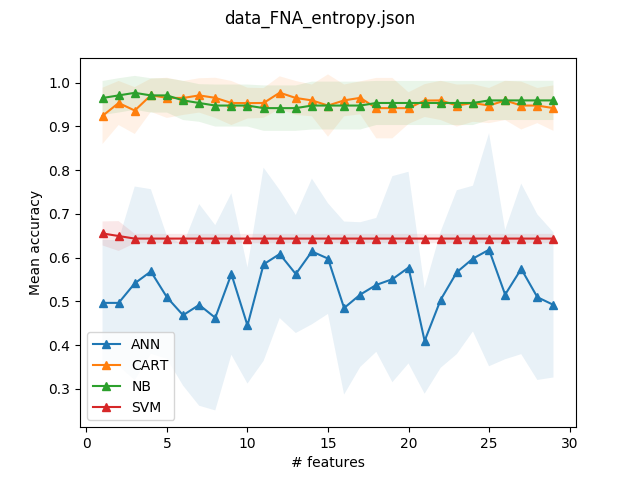 data_FNA_entropy.json
1.0
0.9
0.8
0.7
0.6
0.5
0.4
0.3
Mean accuracy
ANN
CART
NB
SVM
0 5 10 15 20 25 30
# features